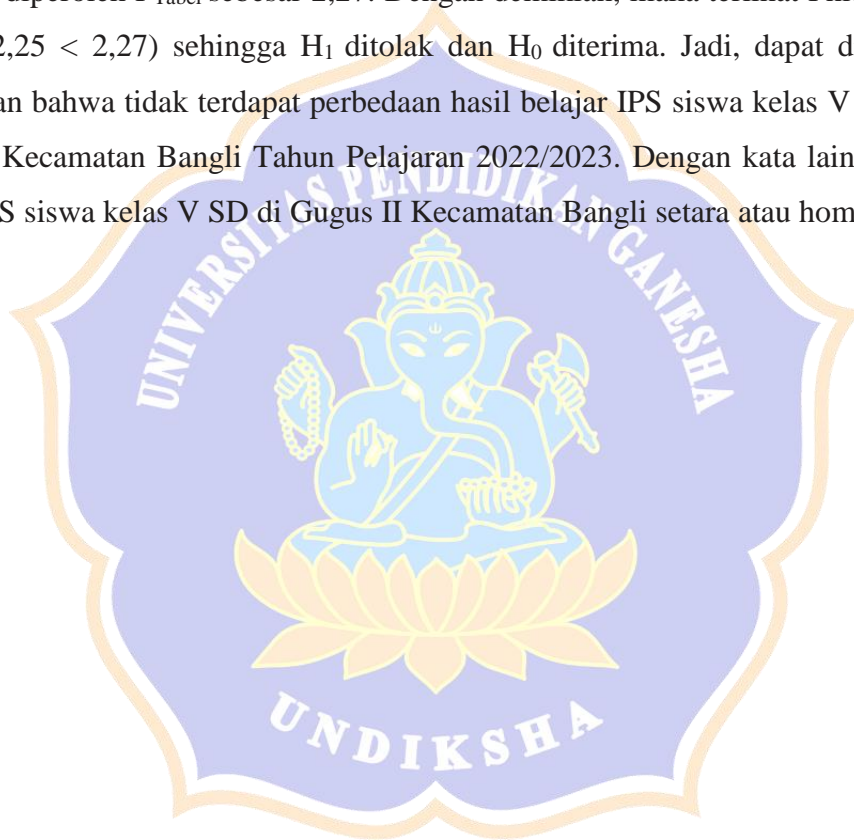 sebesar 2,27. Dengan demikian, maka terlihat
2,25 < 2,27) sehingga H₁ ditolak dan H₀ diterima. Jadi, dapat d
an bahwa tidak terdapat perbedaan hasil belajar IPS siswa kelas V
Kecamatan Bangli Tahun Pelajaran 2022/2023. Dengan kata lain
S siswa kelas V SD di Gugus II Kecamatan Bangli setara atau hom
UNIVERSITAS PENDIDIKAN GANESHA
UNDIKSHA